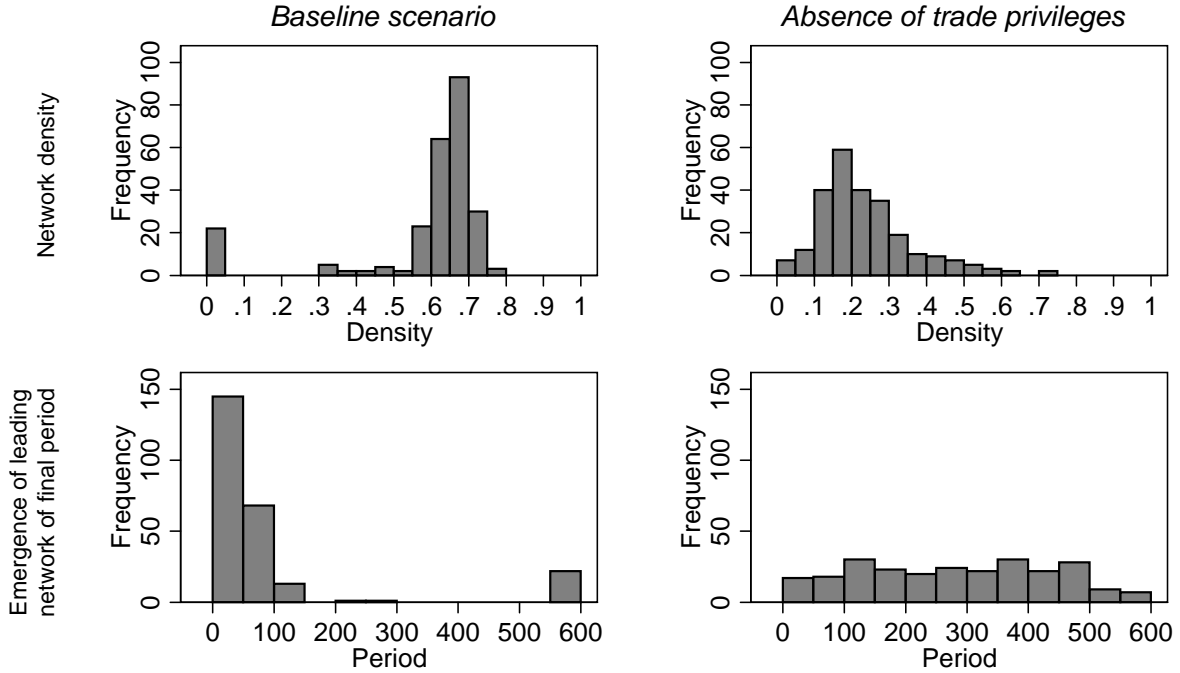 Baseline scenario
Absence of trade privileges
Network density
Frequency
0 20 40 60 80 100
0 .1 .2 .3 .4 .5 .6 .7 .8 .9 1
Density
Frequency
0 20 40 60 80 100
0 .1 .2 .3 .4 .5 .6 .7 .8 .9 1
Density
Emergence of leading
network of final period
Frequency
0 50 100 150
0 100 200 300 400 500 600
Period
Frequency
0 50 100 150
0 100 200 300 400 500 600
Period